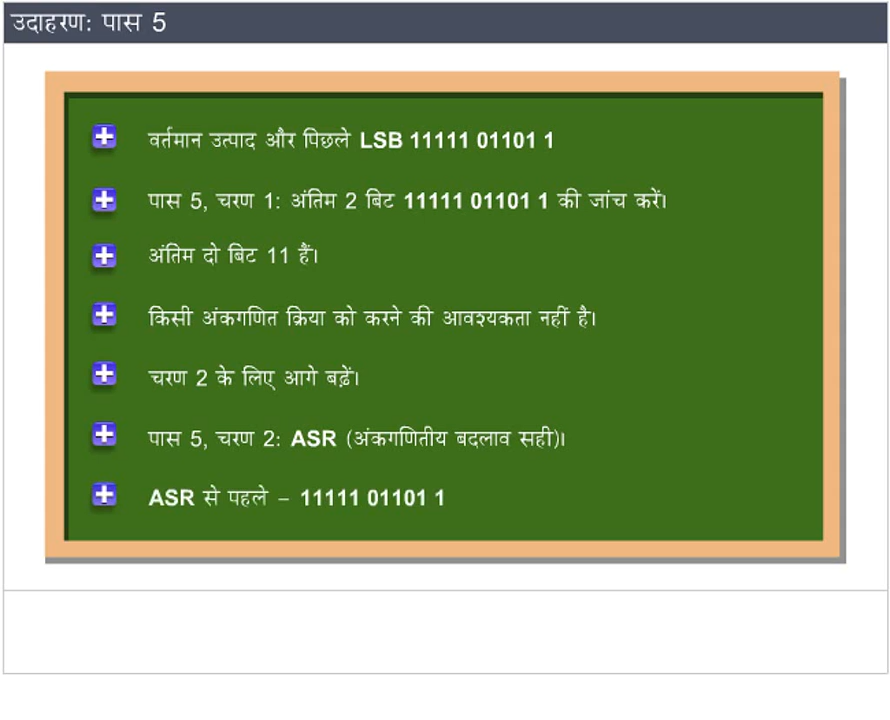 उदाहरण: पास 5
वर्तमान उत्पाद और पिछले LSB 11111 01101 1
पास 5, चरण 1: अंतिम 2 बिट 11111 01101 1 की जांच करें।
अंतिम दो बिट 11 हैं।
किसी अंकगणित क्रिया को करने की आवश्यकता नहीं है।
चरण 2 के लिए आगे बढ़ें।
पास 5, चरण 2: ASR (अंकगणितीय बदलाव सही)।
ASR से पहले – 11111 01101 1